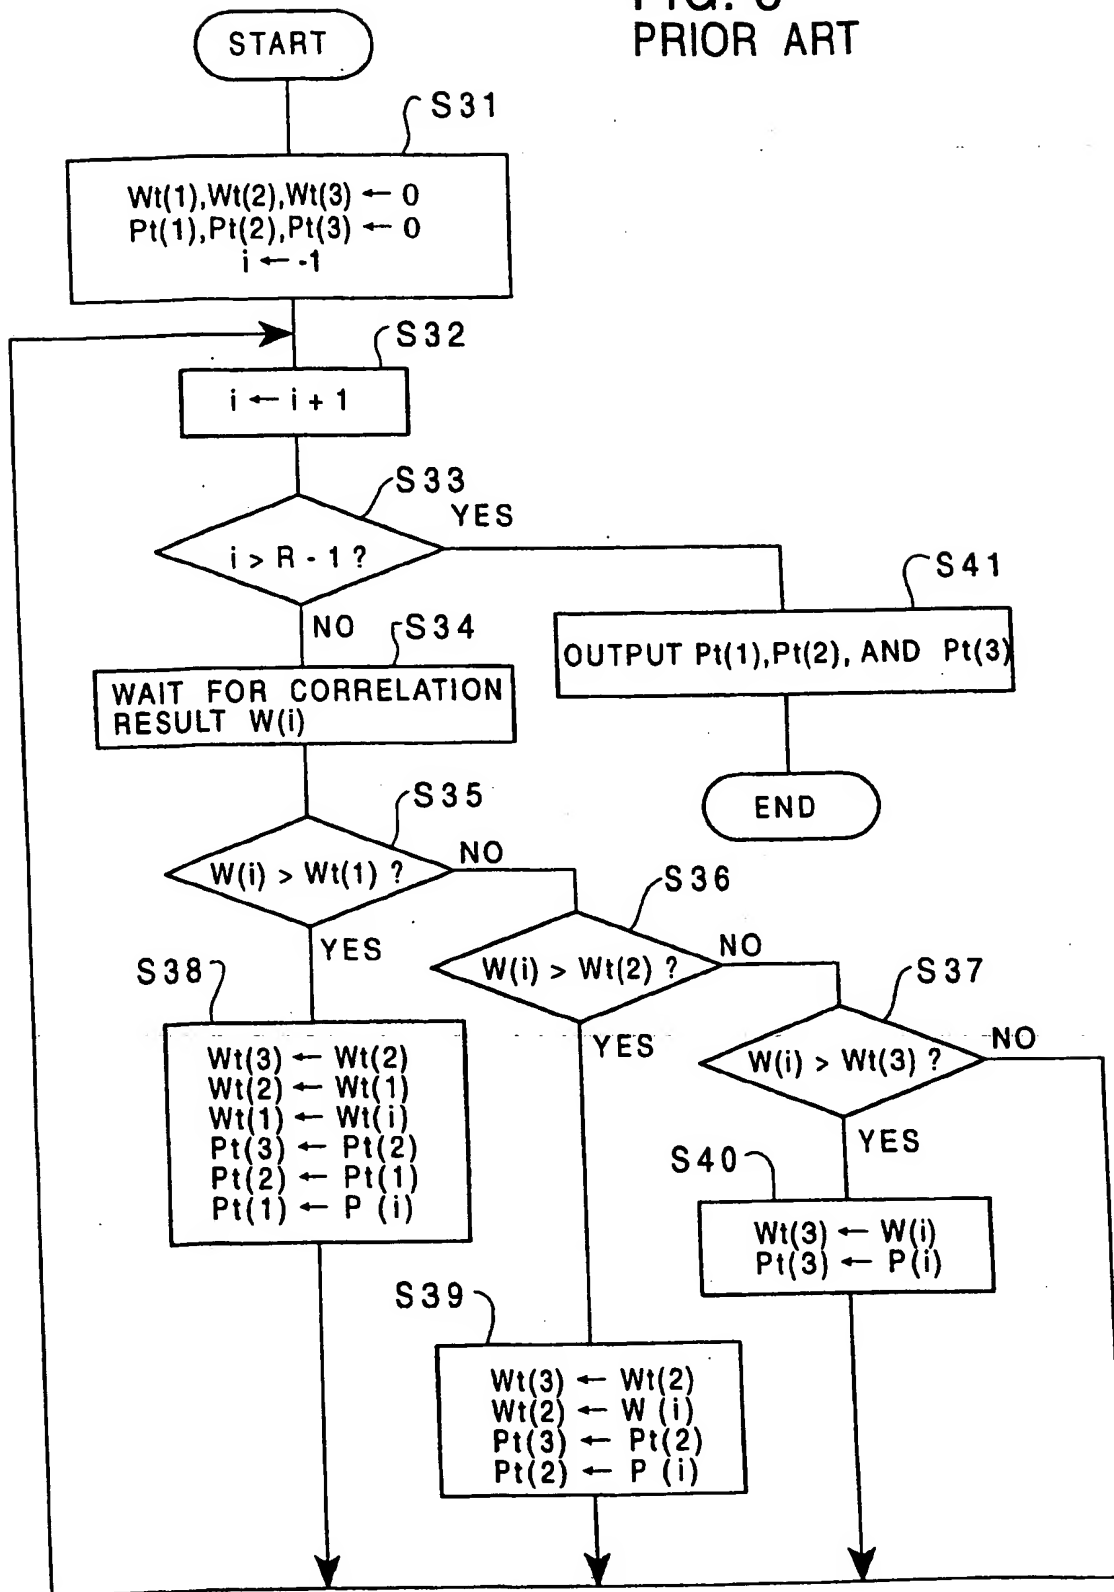 PRIOR ART
START
S31
Wt(1),Wt(2),Wt(3) ← 0
Pt(1),Pt(2),Pt(3) ← 0
i ← -1
S32
i ← i + 1
S33
i > R - 1 ?
YES
NO
S41
OUTPUT Pt(1),Pt(2), AND Pt(3)
END
S34
WAIT FOR CORRELATION
RESULT W(i)
S35
W(i) > Wt(1) ?
NO
YES
S36
W(i) > Wt(2) ?
NO
YES
S37
W(i) > Wt(3) ?
NO
YES
S38
Wt(3) ← Wt(2)
Wt(2) ← Wt(1)
Wt(1) ← Wt(i)
Pt(3) ← Pt(2)
Pt(2) ← Pt(1)
Pt(1) ← P (i)
S40
Wt(3) ← W(i)
Pt(3) ← P(i)
S39
Wt(3) ← Wt(2)
Wt(2) ← W (i)
Pt(3) ← Pt(2)
Pt(2) ← P (i)